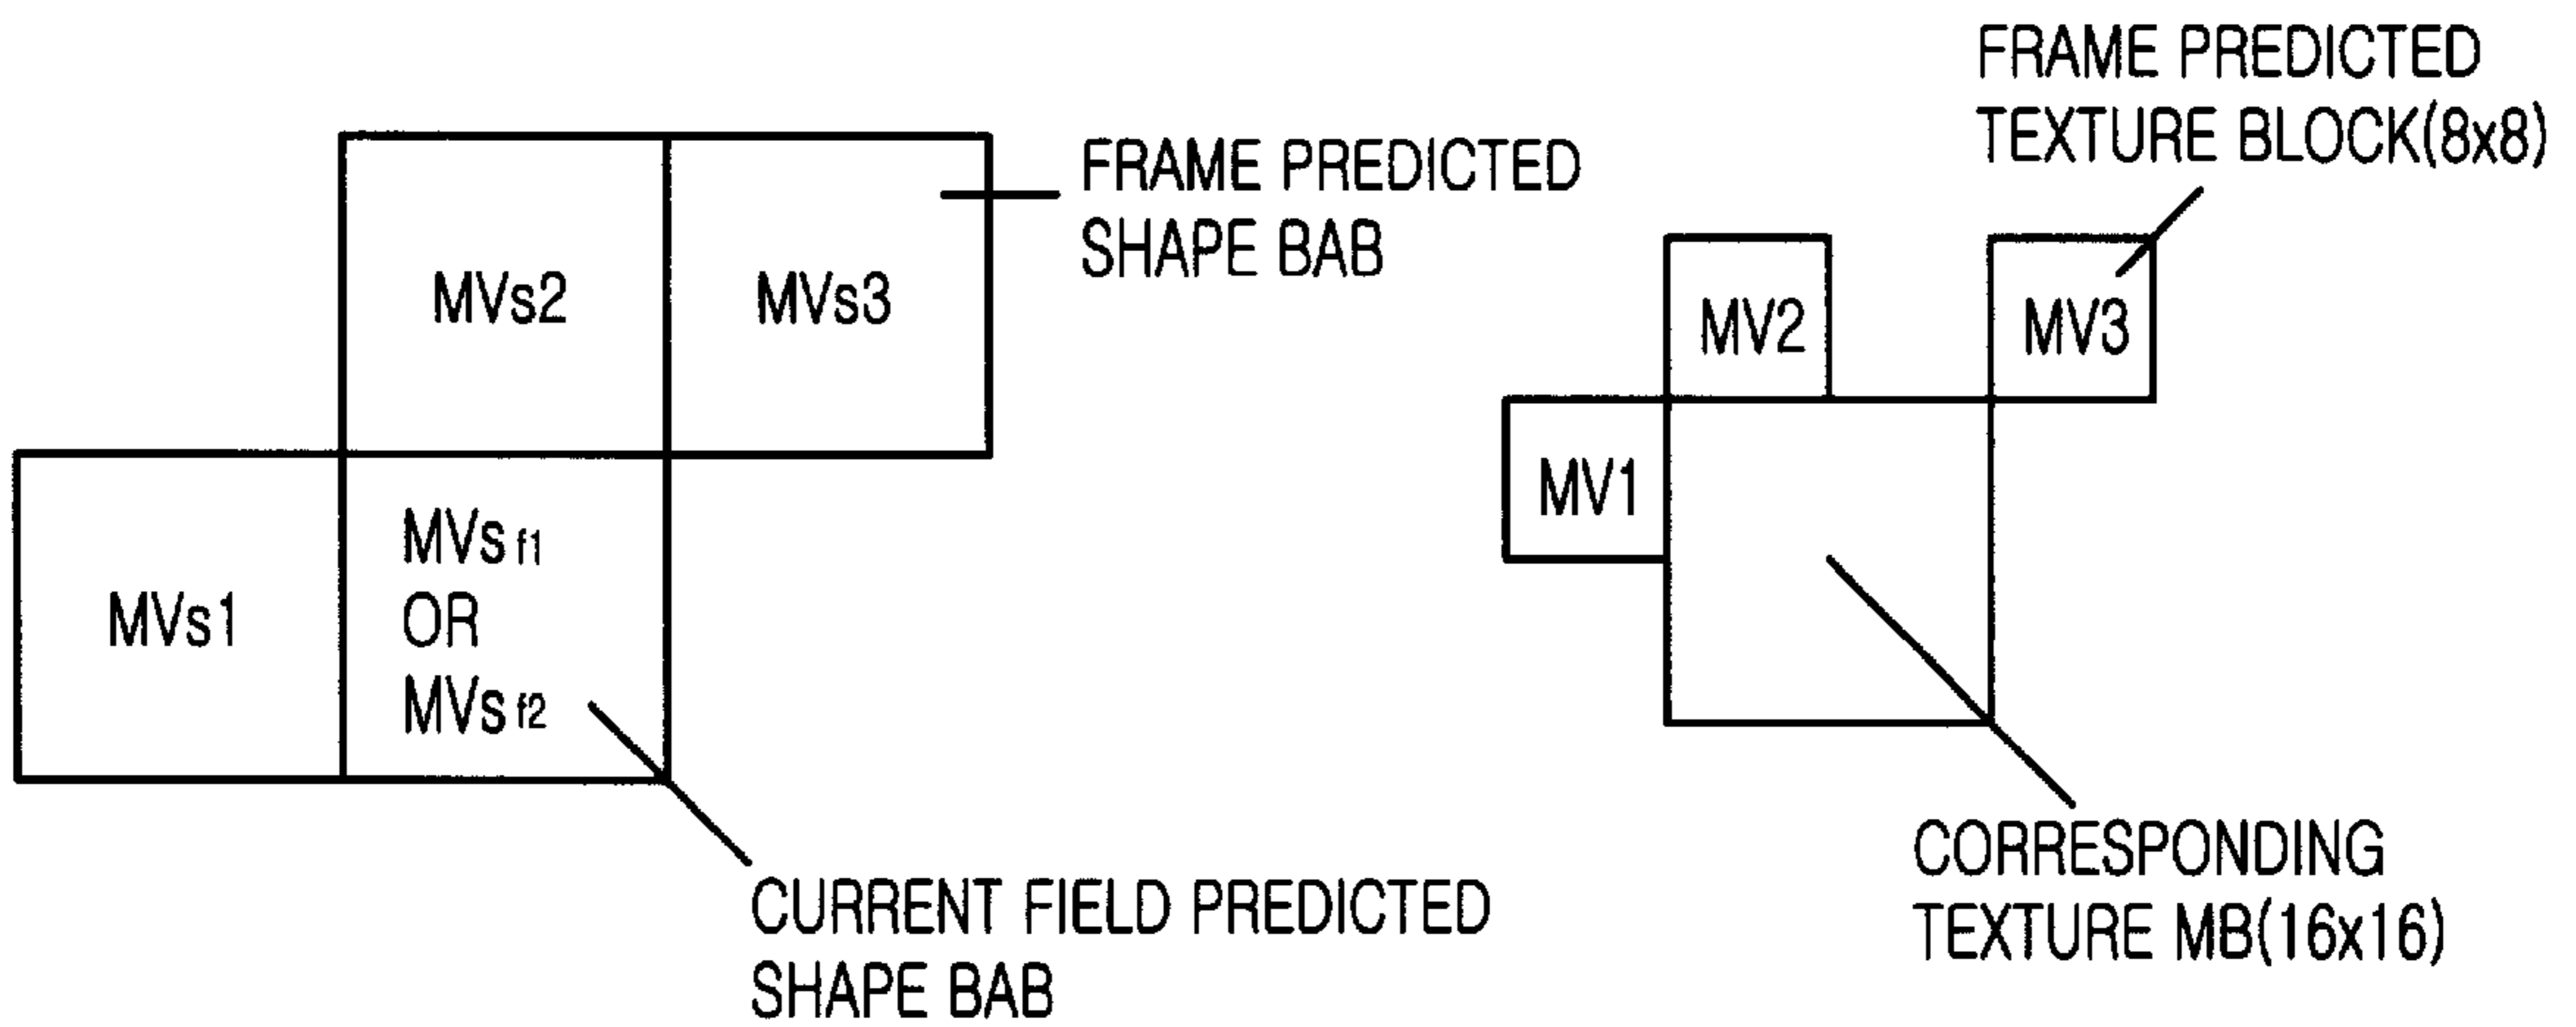 MVs2
MVs3
FRAME PREDICTED
SHAPE BAB
MVs1
MVs f1
OR
MVs f2
CURRENT FIELD PREDICTED
SHAPE BAB
FRAME PREDICTED
TEXTURE BLOCK(8x8)
MV2
MV3
MV1
CORRESPONDING
TEXTURE MB(16x16)